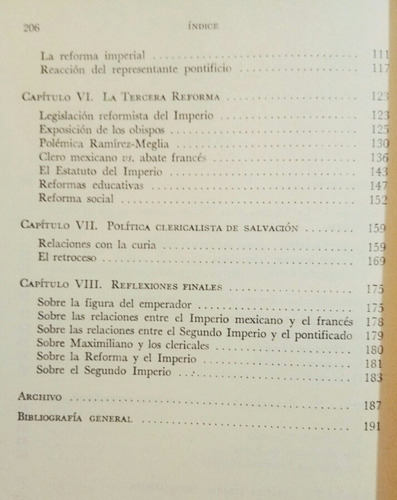 206 ÍNDICE
La reforma imperial 111
Reacción del representante pontificio 117
CAPÍTULO VI. LA TERCERA REFORMA 123
Legislación reformista del Imperio 123
Exposición de los obispos 125
Polémica Ramírez-Meglia 130
Clero mexicano vs. abate francés 136
El Estatuto del Imperio 143
Reformas educativas 147
Reforma social 152
CAPÍTULO VII. POLÍTICA CLERICALISTA DE SALVACIÓN 159
Relaciones con la curia 159
El retroceso 169
CAPÍTULO VIII. REFLEXIONES FINALES 175
Sobre la figura del emperador 175
Sobre las relaciones entre el Imperio mexicano y el francés 178
Sobre las relaciones entre el Segundo Imperio y el pontificado 179
Sobre Maximiliano y los clericales 180
Sobre la Reforma y el Imperio 181
Sobre el Segundo Imperio 183
ARCHIVO 187
BIBLIOGRAFÍA GENERAL 191